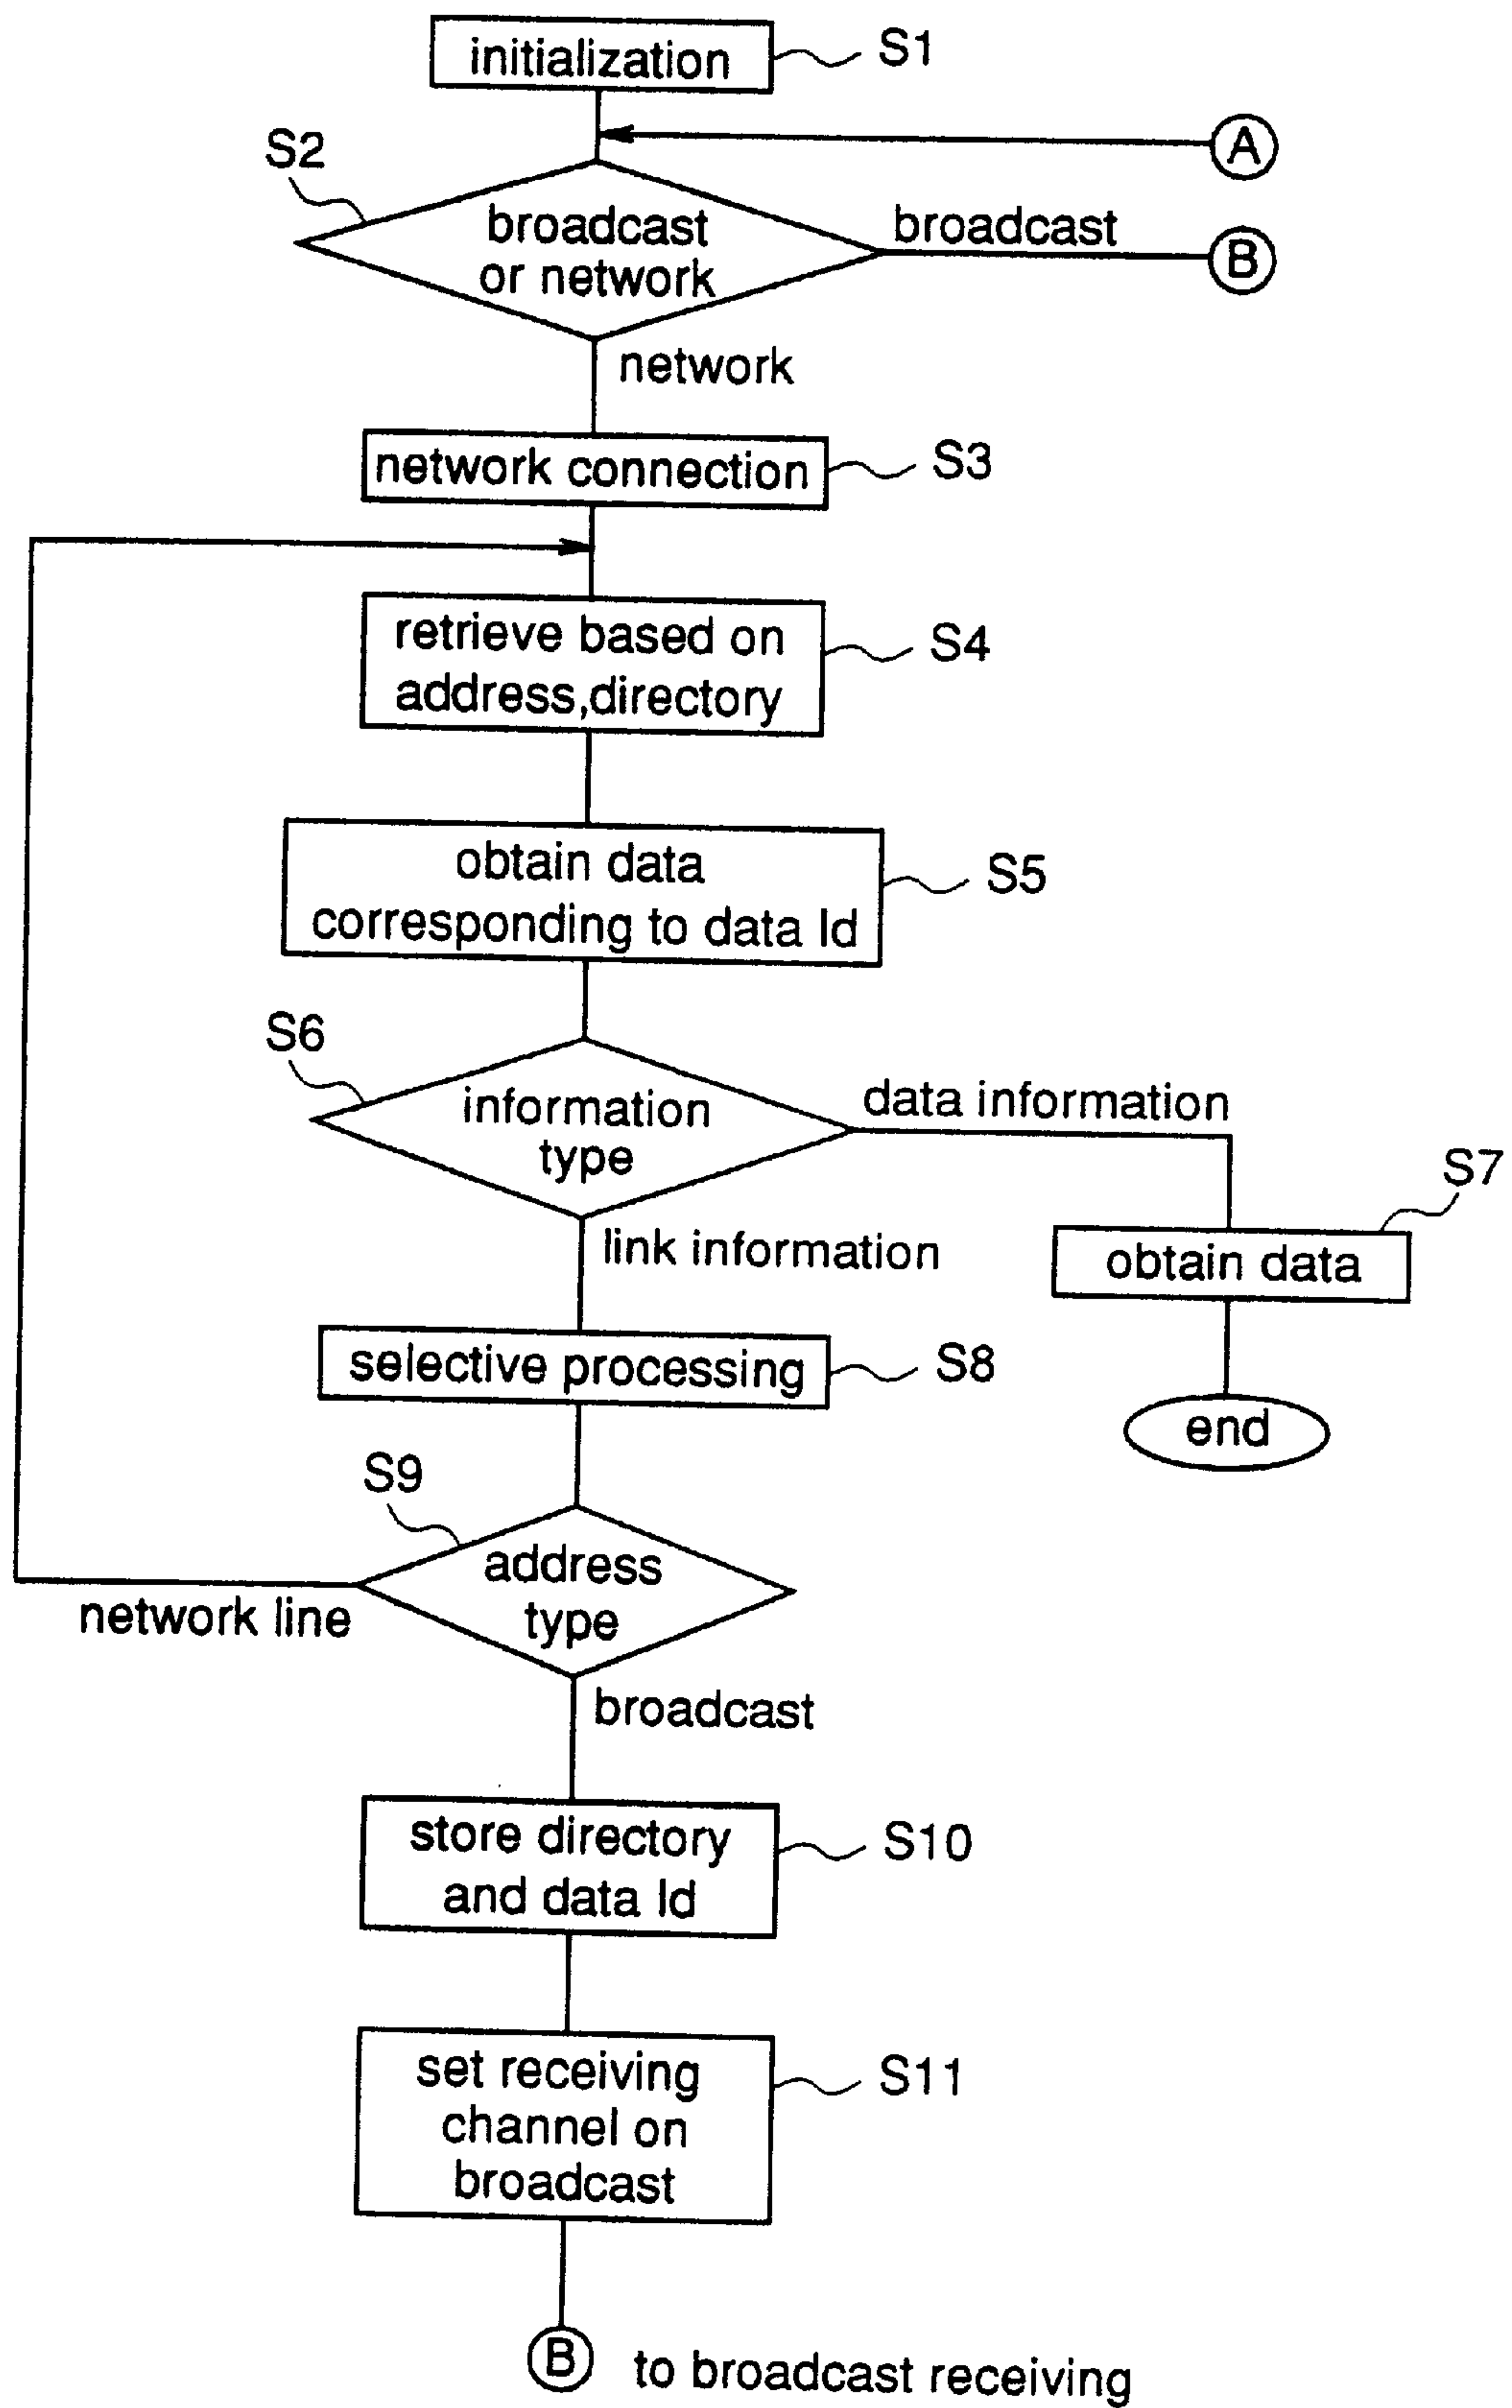 initialization
S1
A
S2
broadcast
or network
broadcast
B
network
network connection
S3
retrieve based on
address,directory
S4
obtain data
corresponding to data Id
S5
S6
information
type
data information
S7
obtain data
end
link information
selective processing
S8
S9
address
type
network line
broadcast
store directory
and data Id
S10
set receiving
channel on
broadcast
S11
B
to broadcast receiving